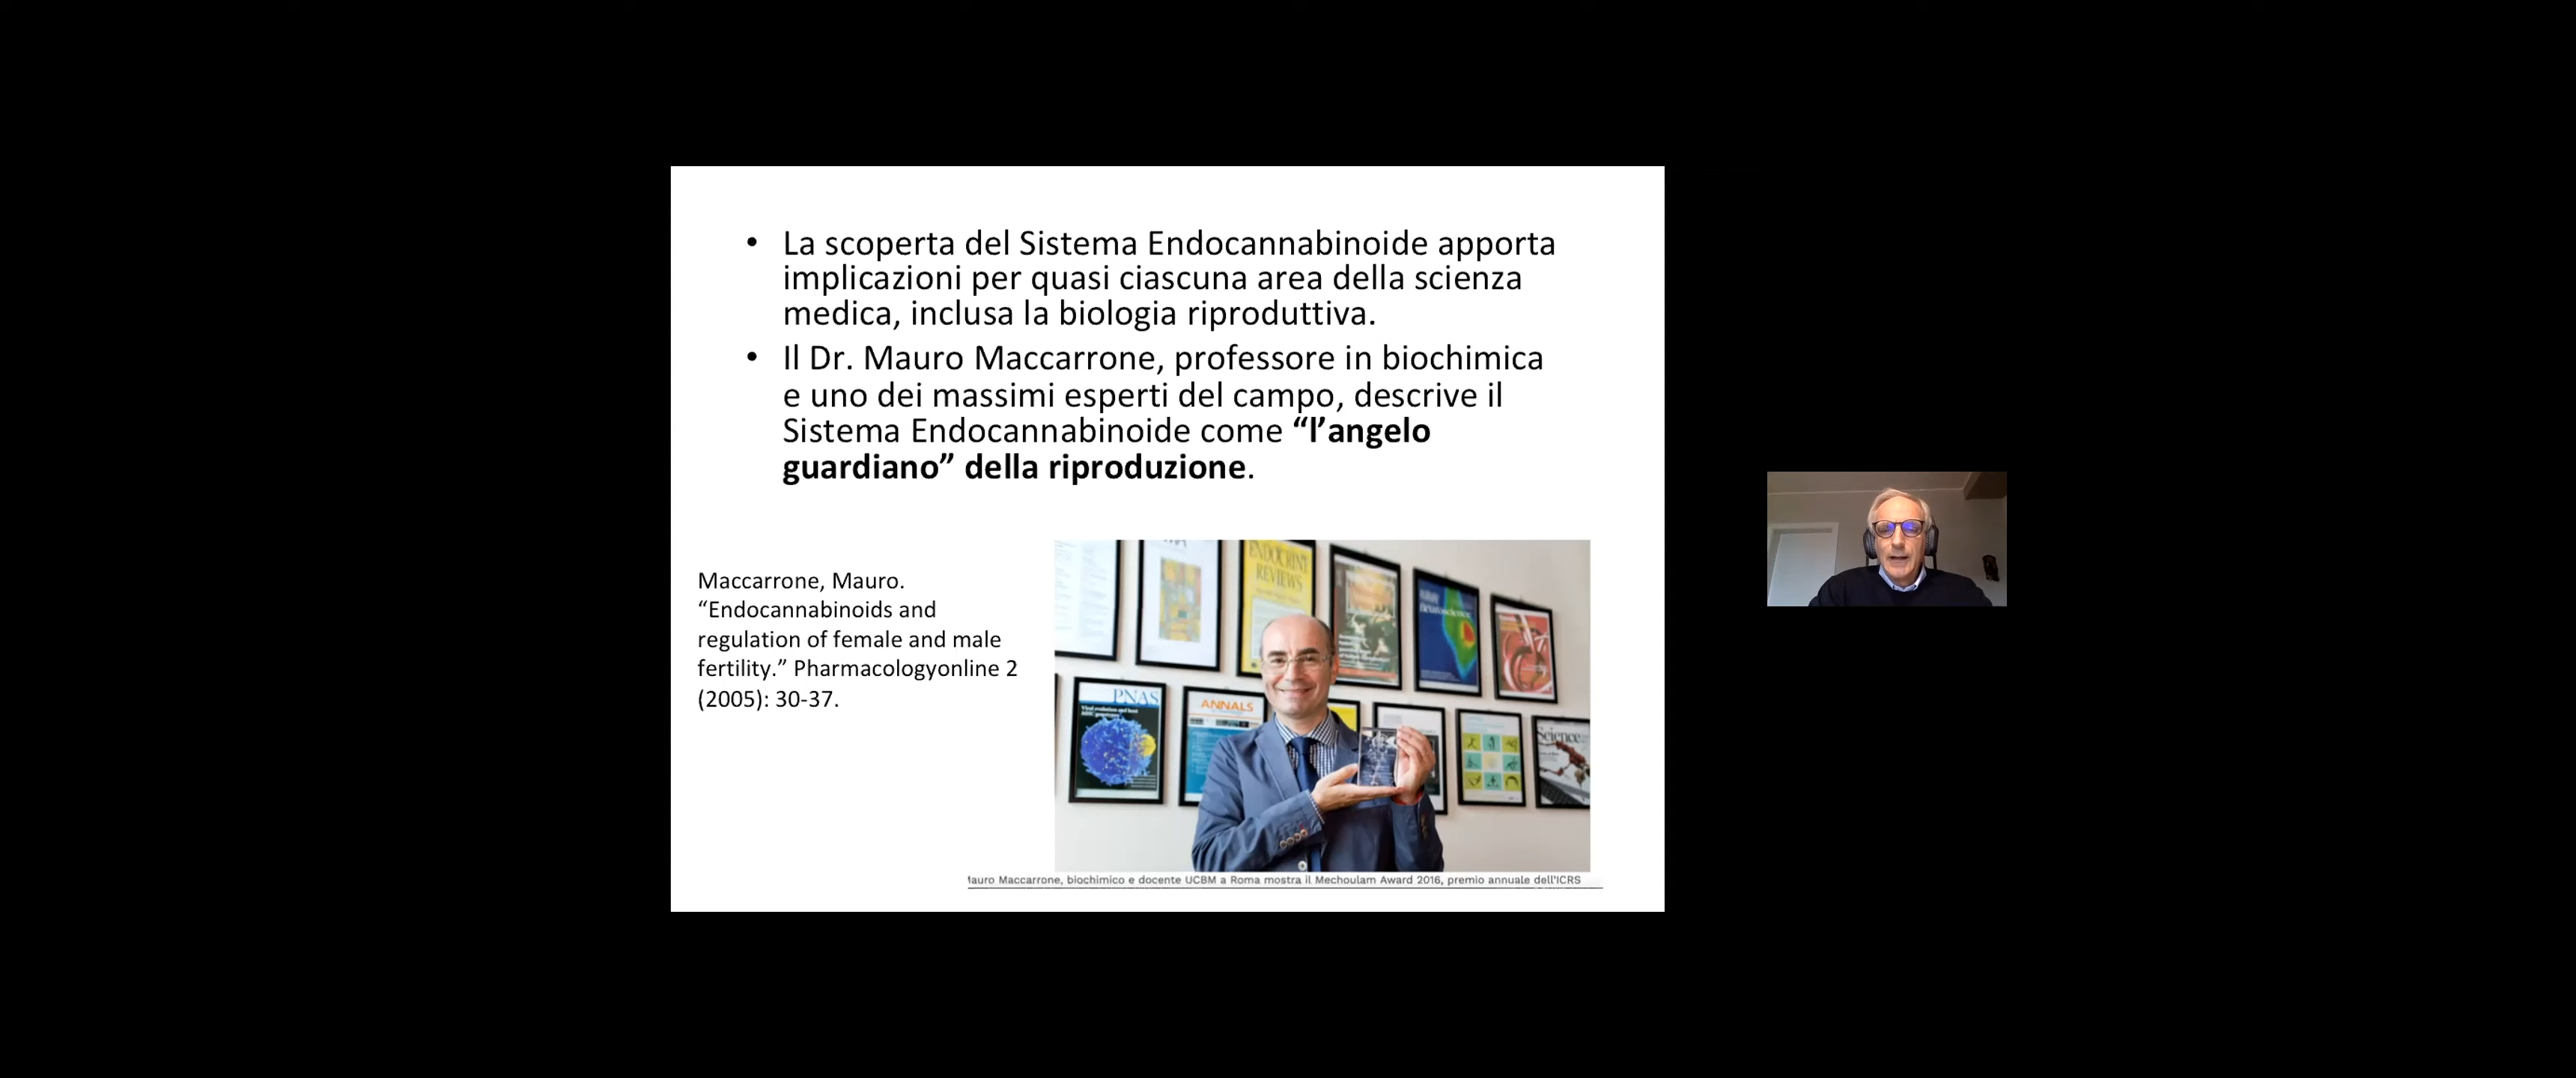 • La scoperta del Sistema Endocannabinoide apporta
implicazioni per quasi ciascuna area della scienza
medica, inclusa la biologia riproduttiva.
• Il Dr. Mauro Maccarrone, professore in biochimica
e uno dei massimi esperti del campo, descrive il
Sistema Endocannabinoide come “l’angelo
guardiano” della riproduzione.
Maccarrone, Mauro.
“Endocannabinoids and
regulation of female and male
fertility.” Pharmacologyonline 2
(2005): 30-37.
ENDOCRINE
REVIEWS
neuroscience
PNAS
ANNALS
Science
auro Maccarrone, biochimico e docente UCBM a Roma mostra il Mechoulam Award 2016, premio annuale dell'ICRS